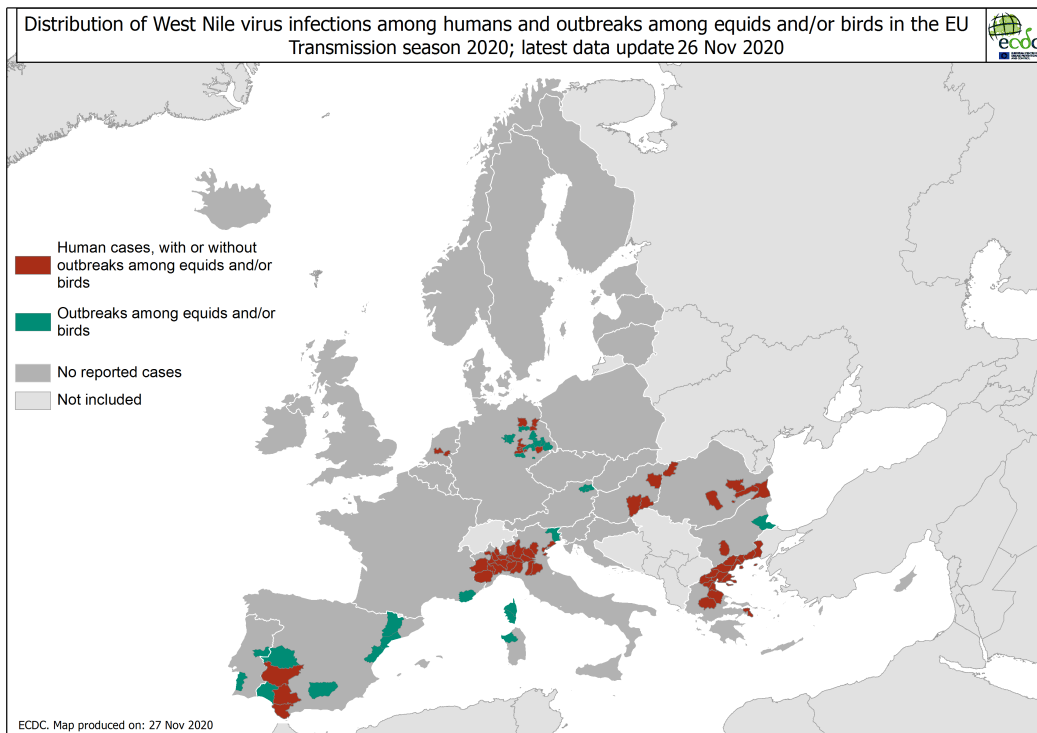 Distribution of West Nile virus infections among humans and outbreaks among equids and/or birds in the EU
Transmission season 2020; latest data update 26 Nov 2020
ecdc
Human cases, with or without
outbreaks among equids and/or
birds
Outbreaks among equids and/or
birds
No reported cases
Not included
ECDC. Map produced on: 27 Nov 2020